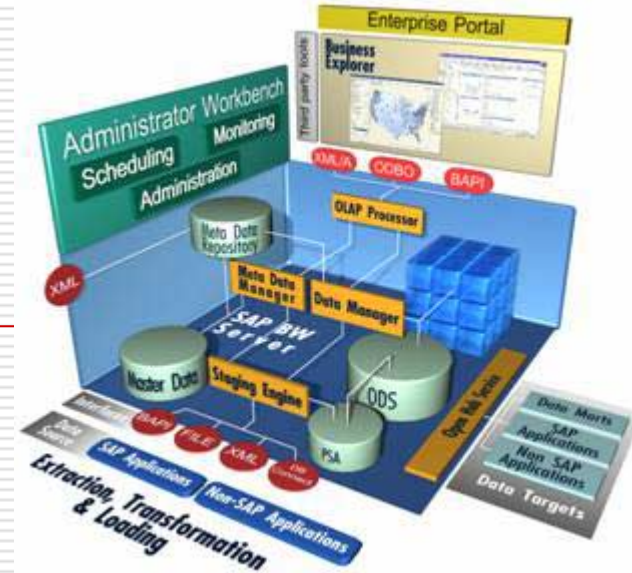 Enterprise Portal
Third party tools
Business
Explorer
Administrator Workbench
Scheduling
Monitoring
Administration
XML/A
ODBO
BAPI
OLAP Processor
Meta Data
Repository
XML
Meta Data
Manager
Data Manager
SAP BW
Server
Master Data
Staging Engine
ODS
PSA
Open Hub Service
Interfaces
BAPI
FILE
XML
DB
Connect
Data
Source
SAP Applications
Non-SAP Applications
Extraction, Transformation
& Loading
Data Marts
SAP
Applications
Non SAP
Applications
Data Targets